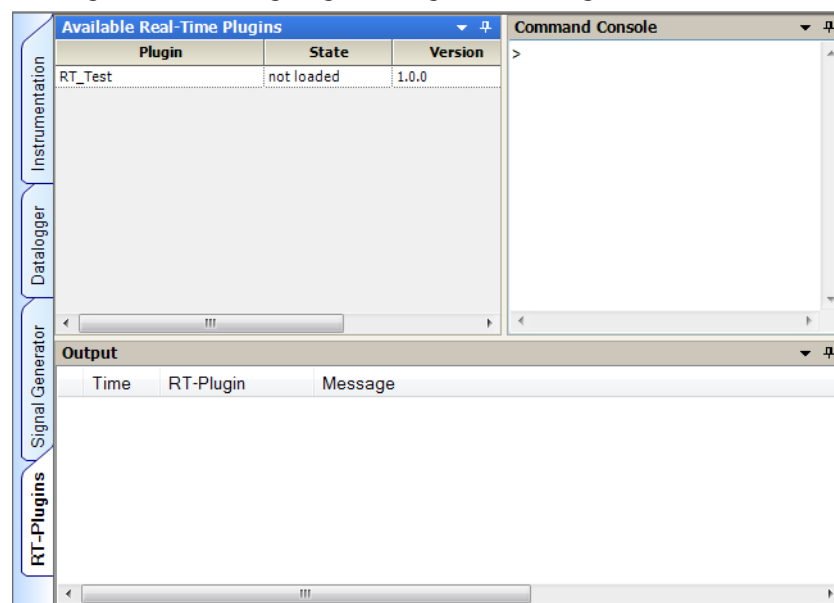 Available Real-Time Plugins
Plugin State Version
RT_Test not loaded 1.0.0
Command Console
>
Output
Time RT-Plugin Message
Instrumentation
Datalogger
Signal Generator
RT-Plugins